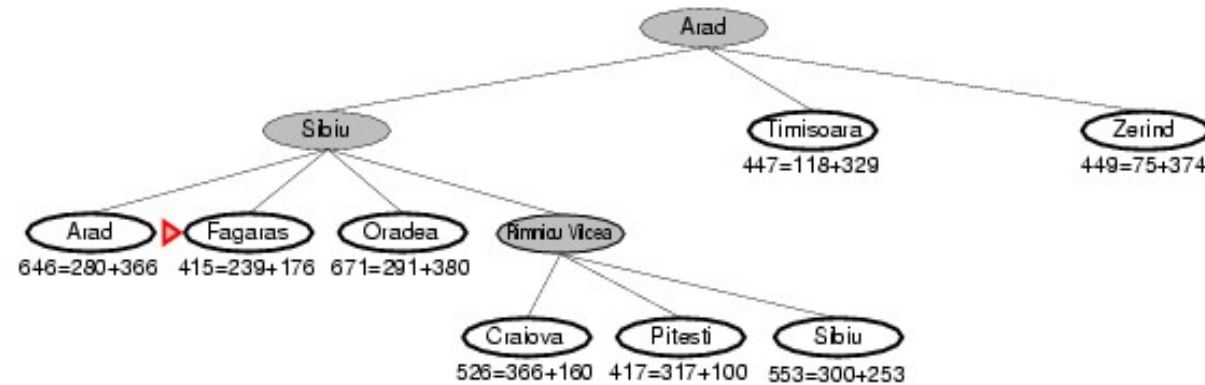 Arad
Sibiu
Timisoara
Zerind
447=118+329
449=75+374
Arad
Fagaras
Oradea
Rimnicu Vilcea
646=280+366
415=239+176
671=291+380
Craiova
Pitesti
Sibiu
526=366+160
417=317+100
553=300+253